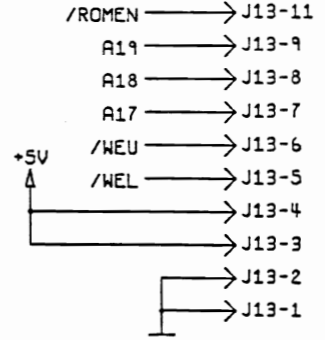 /ROMEN J13-11
A19 J13-9
A18 J13-8
A17 J13-7
/WEU J13-6
+5V
/WEL J13-5
J13-4
J13-3
J13-2
J13-1